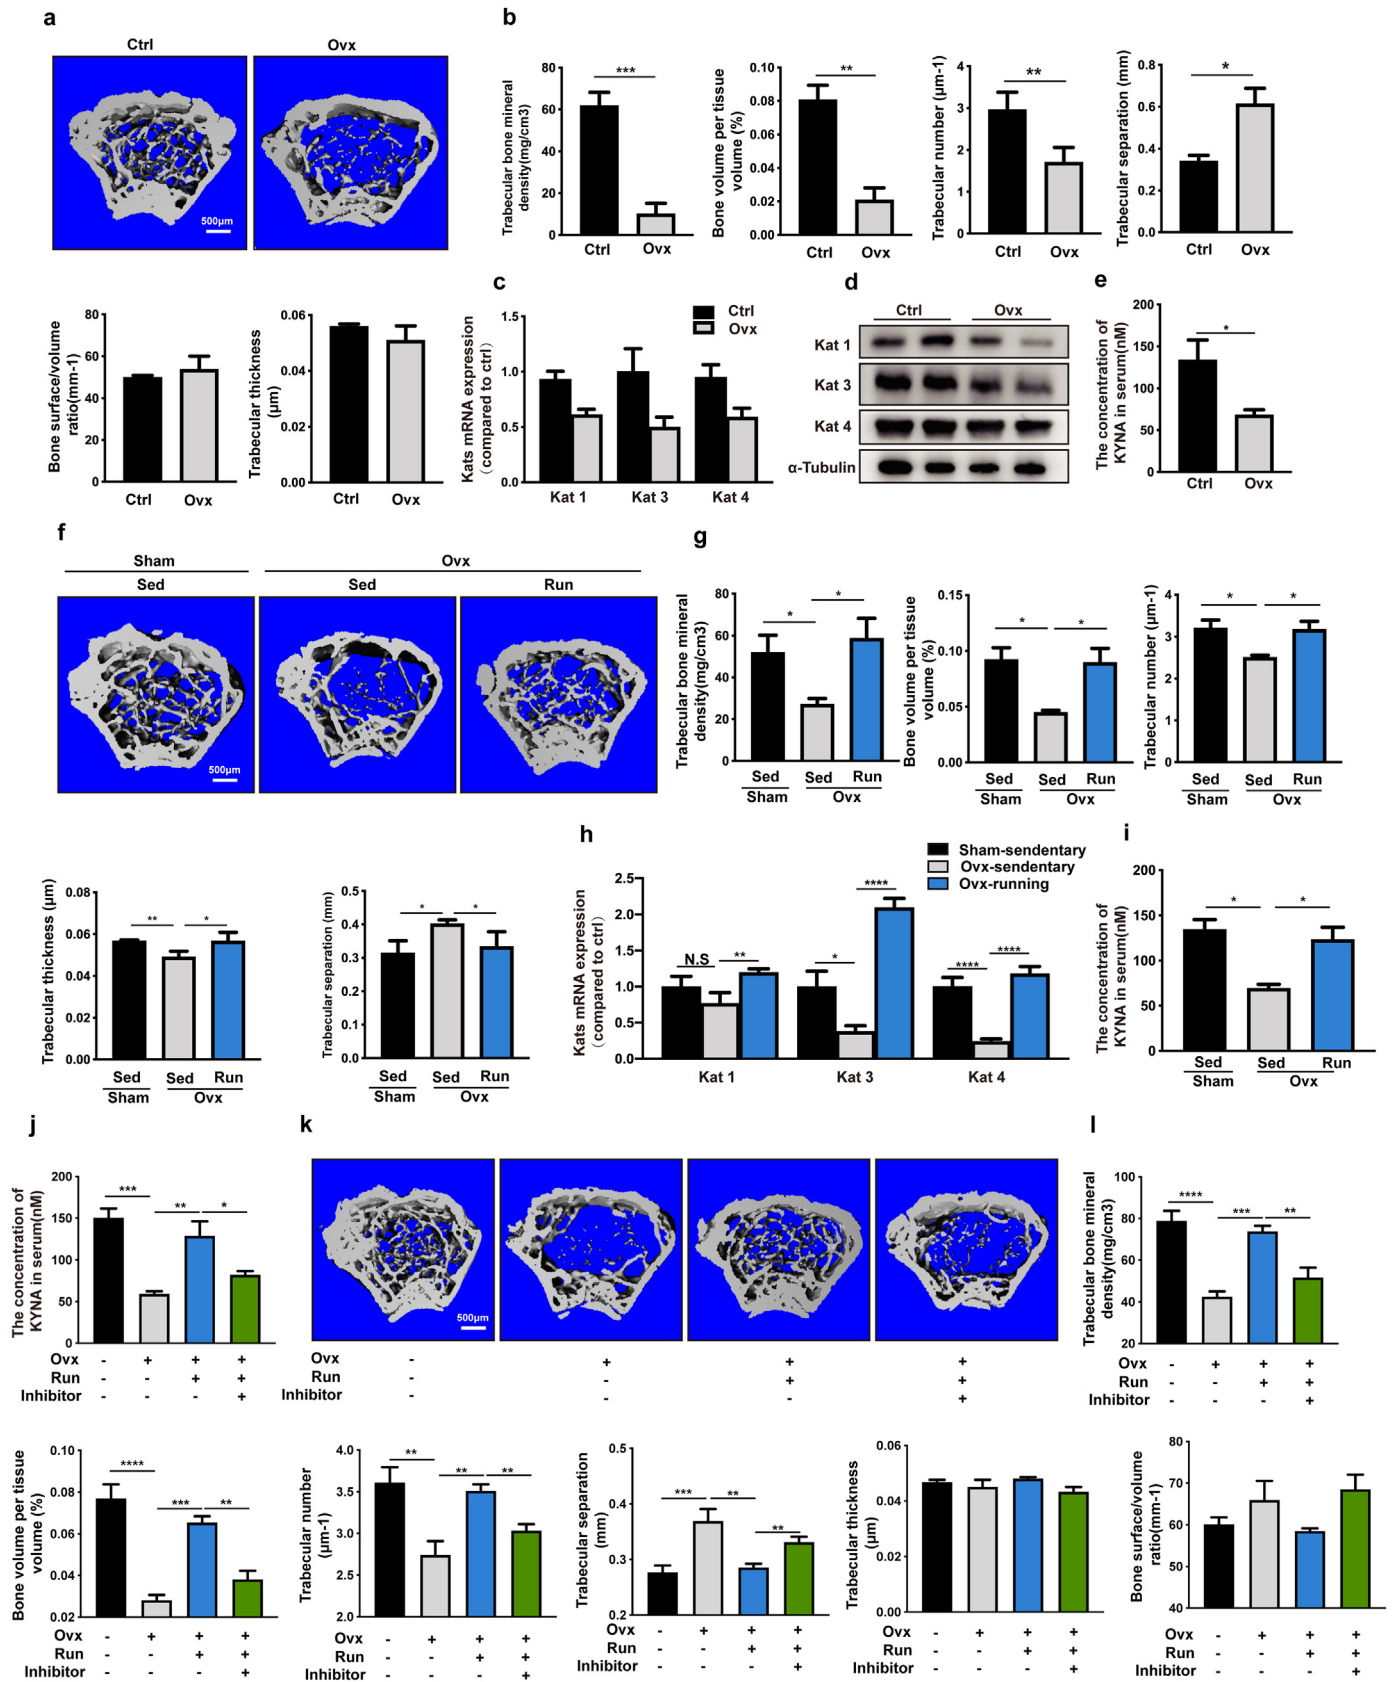 a
Ctrl
Ovx
500μm
b
Trabecular bone mineral
density(mg/cm3)
80
60
40
20
0
***
Ctrl
Ovx
Bone volume per tissue
volume (%)
0.10
0.08
0.06
0.04
0.02
0.00
**
Ctrl
Ovx
Trabecular number (μm-1)
4
3
2
1
0
**
Ctrl
Ovx
Trabecular separation (mm)
0.8
0.6
0.4
0.2
0.0
*
Ctrl
Ovx
Bone surface/volume
ratio(mm-1)
80
60
40
20
0
Ctrl
Ovx
Trabecular thickness
(μm)
0.06
0.04
0.02
0.00
Ctrl
Ovx
c
Kats mRNA expression
(compared to ctrl)
1.5
1.0
0.5
0.0
Ctrl
Ovx
Kat 1
Kat 3
Kat 4
d
Ctrl
Ovx
Kat 1
Kat 3
Kat 4
α-Tubulin
e
The concentration of
KYNA in serum(nM)
200
150
100
50
0
*
Ctrl
Ovx
f
Sham
Ovx
Sed
Sed
Run
500μm
g
Trabecular bone mineral
density(mg/cm3)
80
60
40
20
0
*
*
Sed
Sed
Run
Sham
Ovx
Bone volume per tissue
volume (%)
0.15
0.10
0.05
0.00
*
*
Sed
Sed
Run
Sham
Ovx
Trabecular number (μm-1)
4
3
2
1
0
*
*
Sed
Sed
Run
Sham
Ovx
Trabecular thickness (μm)
0.08
0.06
0.04
0.02
0.00
**
*
Sed
Sed
Run
Sham
Ovx
Trabecular separation (mm)
0.5
0.4
0.3
0.2
0.1
0.0
*
*
Sed
Sed
Run
Sham
Ovx
h
Kats mRNA expression
(compared to ctrl)
2.5
2.0
1.5
1.0
0.5
0.0
Sham-sendentary
Ovx-sendentary
Ovx-running
N.S
**
*
****
****
****
Kat 1
Kat 3
Kat 4
i
The concentration of
KYNA in serum(nM)
200
150
100
50
0
*
*
Sed
Sed
Run
Sham
Ovx
j
The concentration of
KYNA in serum(nM)
200
150
100
50
0
***
**
*
Ovx - + + +
Run - - + +
Inhibitor - - - +
k
500μm
Ovx - + + +
Run - - + +
Inhibitor - - - +
l
Trabecular bone mineral
density(mg/cm3)
100
80
60
40
20
****
***
**
Ovx - + + +
Run - - + +
Inhibitor - - - +
Bone volume per tissue
volume (%)
0.10
0.08
0.06
0.04
0.02
****
***
**
Ovx - + + +
Run - - + +
Inhibitor - - - +
Trabecular number
(μm-1)
4.0
3.5
3.0
2.5
2.0
**
**
**
Ovx - + + +
Run - - + +
Inhibitor - - - +
Trabecular separation
(mm)
0.5
0.4
0.3
0.2
***
**
**
Ovx - + + +
Run - - + +
Inhibitor - - - +
Trabecular thickness
(μm)
0.06
0.04
0.02
0.00
Ovx - + + +
Run - - + +
Inhibitor - - - +
Bone surface/volume
ratio(mm-1)
80
70
60
50
40
Ovx - + + +
Run - - + +
Inhibitor - - - +